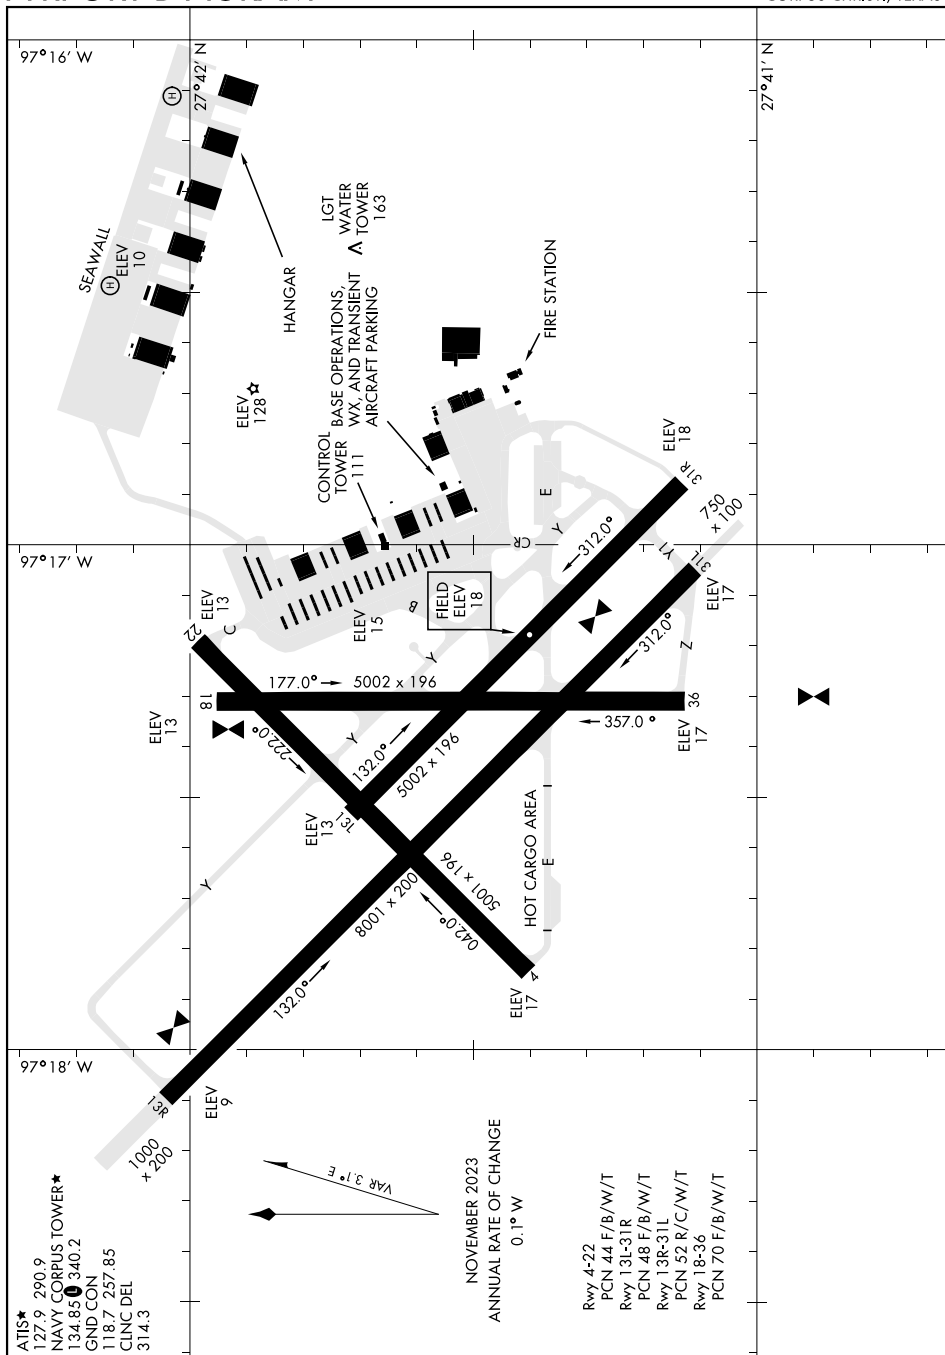 97°16' W
27°42' N
27°41' N
H
SEAWALL
H
ELEV
10
HANGAR
LGT
WATER
TOWER
163
ELEV
128
BASE OPERATIONS,
WX, AND TRANSIENT
AIRCRAFT PARKING
FIRE STATION
CONTROL
TOWER
111
ELEV
18
31R
750
x 100
97°17' W
E
Y
CR
312.0°
Y1
31L
ELEV
17
ELEV
13
22
C
B
ELEV
15
FIELD
ELEV
18
Y
312.0°
Z
177.0°
5002 x 196
18
36
ELEV
13
222.0°
Y
132.0°
5002 x 196
357.0°
ELEV
17
ELEV
13
13L
HOT CARGO AREA
E
Y
8001 x 200
5001 x 196
042.0°
4
ELEV
17
132.0°
97°18' W
13R
ELEV
9
1000
x 200
VAR 3.1° E
NOVEMBER 2023
ANNUAL RATE OF CHANGE
0.1° W
ATIS★
127.9 290.9
NAVY CORPUS TOWER★
134.85 L 340.2
GND CON
118.7 257.85
CLNC DEL
314.3
Rwy 4-22
PCN 44 F/B/W/T
Rwy 13L-31R
PCN 48 F/B/W/T
Rwy 13R-31L
PCN 52 R/C/W/T
Rwy 18-36
PCN 70 F/B/W/T